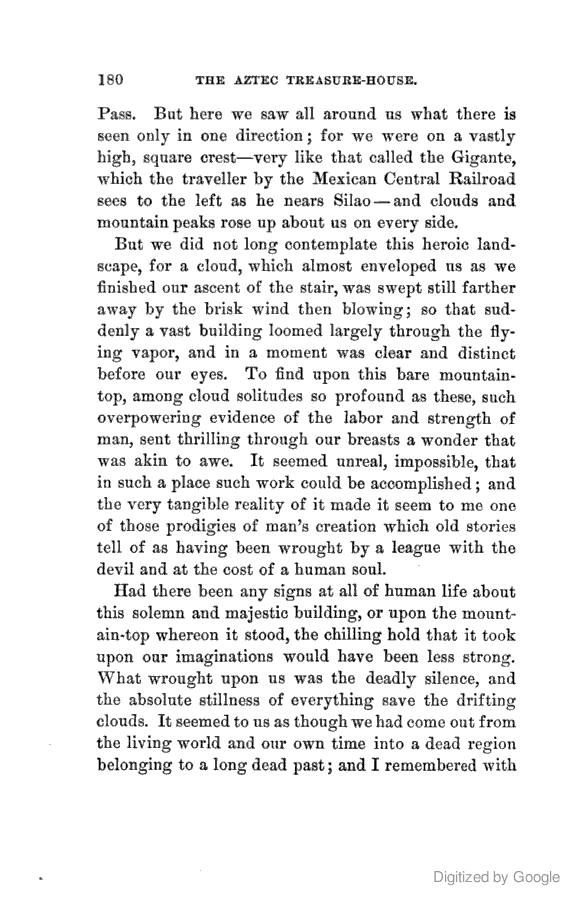 180 THE AZTEC TREASURE-HOUSE.
Pass. But here we saw all around us what there is
seen only in one direction; for we were on a vastly
high, square crest—very like that called the Gigante,
which the traveller by the Mexican Central Railroad
sees to the left as he nears Silao—and clouds and
mountain peaks rose up about us on every side.
But we did not long contemplate this heroic land-
scape, for a cloud, which almost enveloped us as we
finished our ascent of the stair, was swept still farther
away by the brisk wind then blowing; so that sud-
denly a vast building loomed largely through the fly-
ing vapor, and in a moment was clear and distinct
before our eyes. To find upon this bare mountain-
top, among cloud solitudes so profound as these, such
overpowering evidence of the labor and strength of
man, sent thrilling through our breasts a wonder that
was akin to awe. It seemed unreal, impossible, that
in such a place such work could be accomplished; and
the very tangible reality of it made it seem to me one
of those prodigies of man's creation which old stories
tell of as having been wrought by a league with the
devil and at the cost of a human soul.
Had there been any signs at all of human life about
this solemn and majestic building, or upon the mount-
ain-top whereon it stood, the chilling hold that it took
upon our imaginations would have been less strong.
What wrought upon us was the deadly silence, and
the absolute stillness of everything save the drifting
clouds. It seemed to us as though we had come out from
the living world and our own time into a dead region
belonging to a long dead past; and I remembered with
Digitized by Google